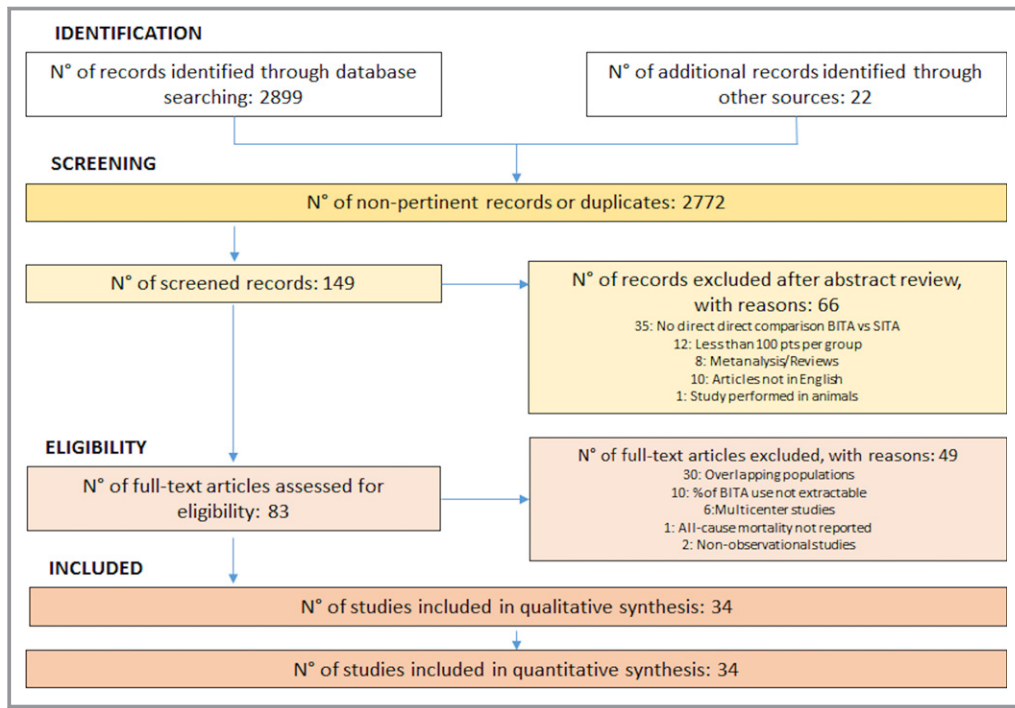 IDENTIFICATION
N° of records identified through database
searching: 2899
N° of additional records identified through
other sources: 22
SCREENING
N° of non-pertinent records or duplicates: 2772
N° of screened records: 149
N° of records excluded after abstract review,
with reasons: 66
35: No direct direct comparison BITA vs SITA
12: Less than 100 pts per group
8: Metanalysis/Reviews
10: Articles not in English
1: Study performed in animals
ELIGIBILITY
N° of full-text articles assessed for
eligibility: 83
N° of full-text articles excluded, with reasons: 49
30: Overlapping populations
10: % of BITA use not extractable
6:Multicenter studies
1: All-cause mortality not reported
2: Non-observational studies
INCLUDED
N° of studies included in qualitative synthesis: 34
N° of studies included in quantitative synthesis: 34